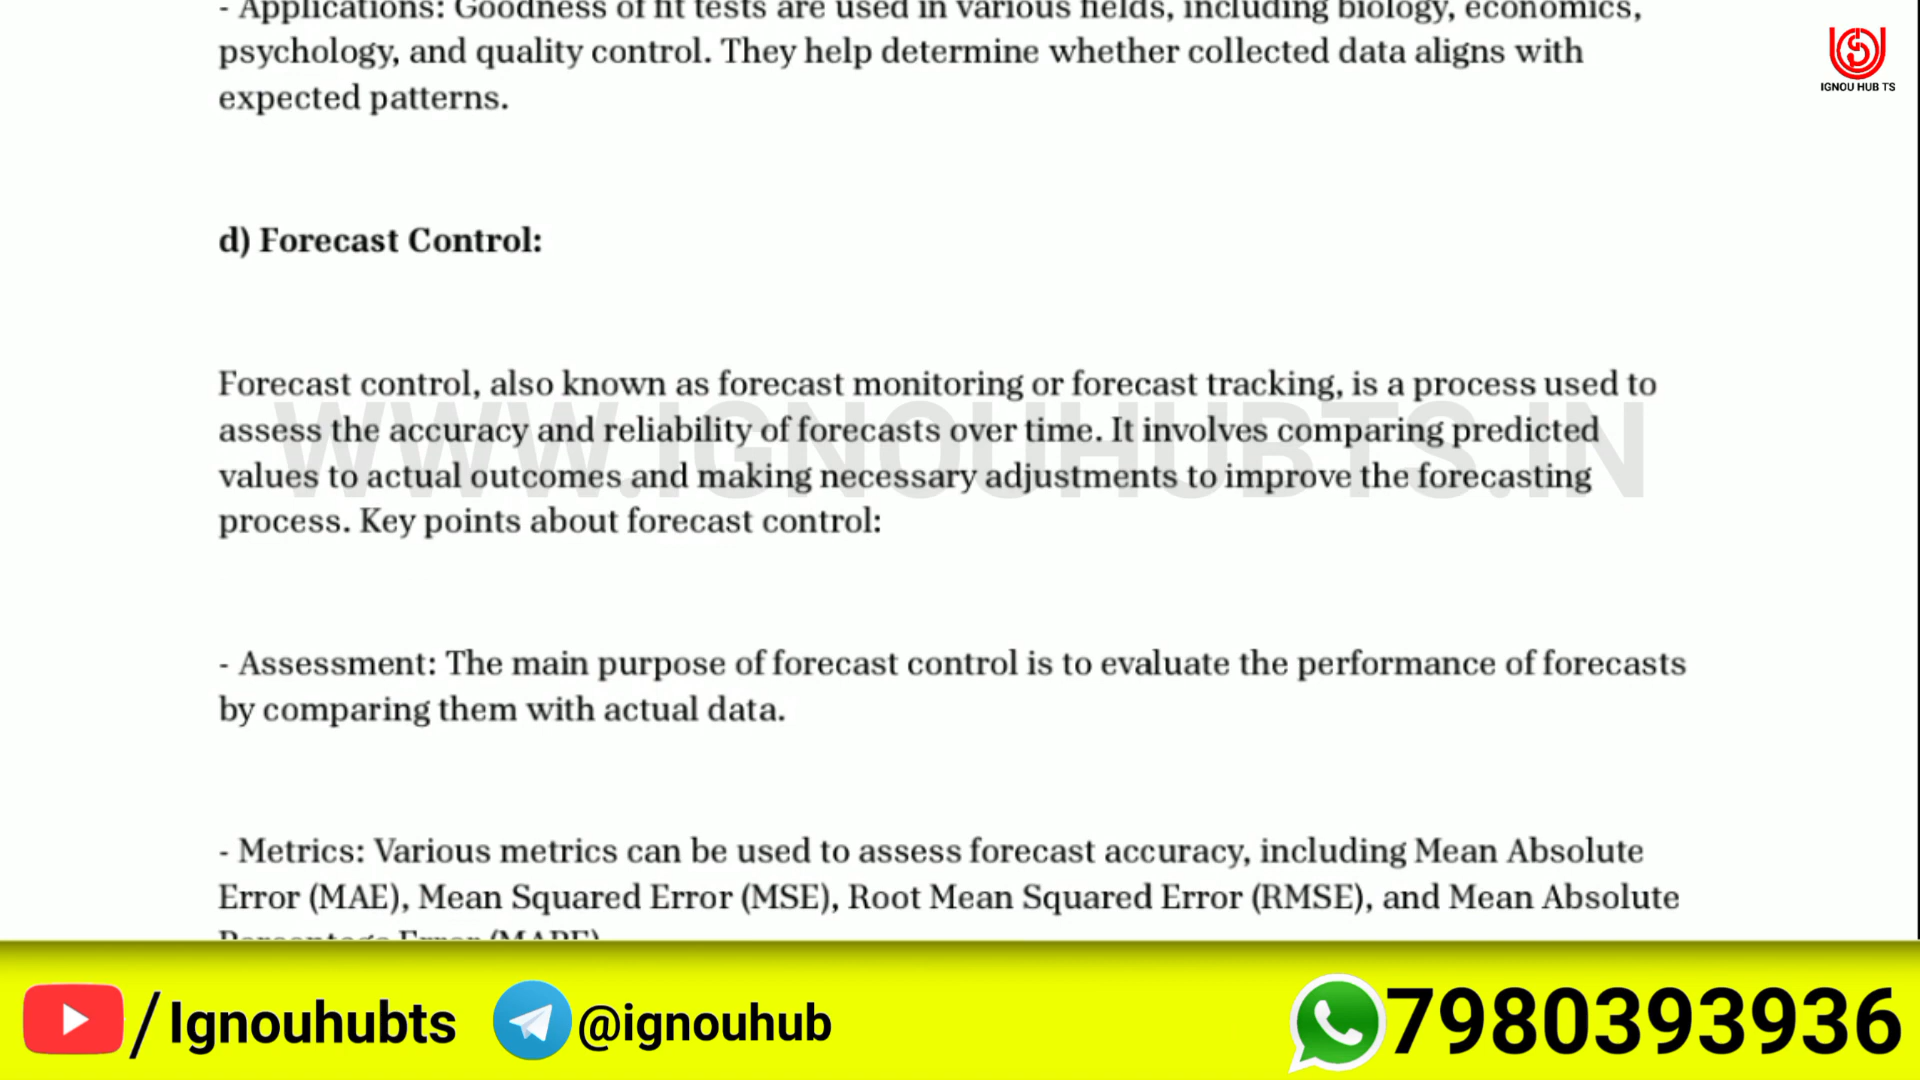 - Applications: Goodness of fit tests are used in various fields, including biology, economics,
psychology, and quality control. They help determine whether collected data aligns with
expected patterns.
IGNOU HUB TS
d) Forecast Control:
Forecast control, also known as forecast monitoring or forecast tracking, is a process used to
assess the accuracy and reliability of forecasts over time. It involves comparing predicted
values to actual outcomes and making necessary adjustments to improve the forecasting
process. Key points about forecast control:
WWW.IGNOUHUBTS.IN
- Assessment: The main purpose of forecast control is to evaluate the performance of forecasts
by comparing them with actual data.
- Metrics: Various metrics can be used to assess forecast accuracy, including Mean Absolute
Error (MAE), Mean Squared Error (MSE), Root Mean Squared Error (RMSE), and Mean Absolute
Percentage Error (MAPE)
/Ignouhubts @ignouhub 7980393936